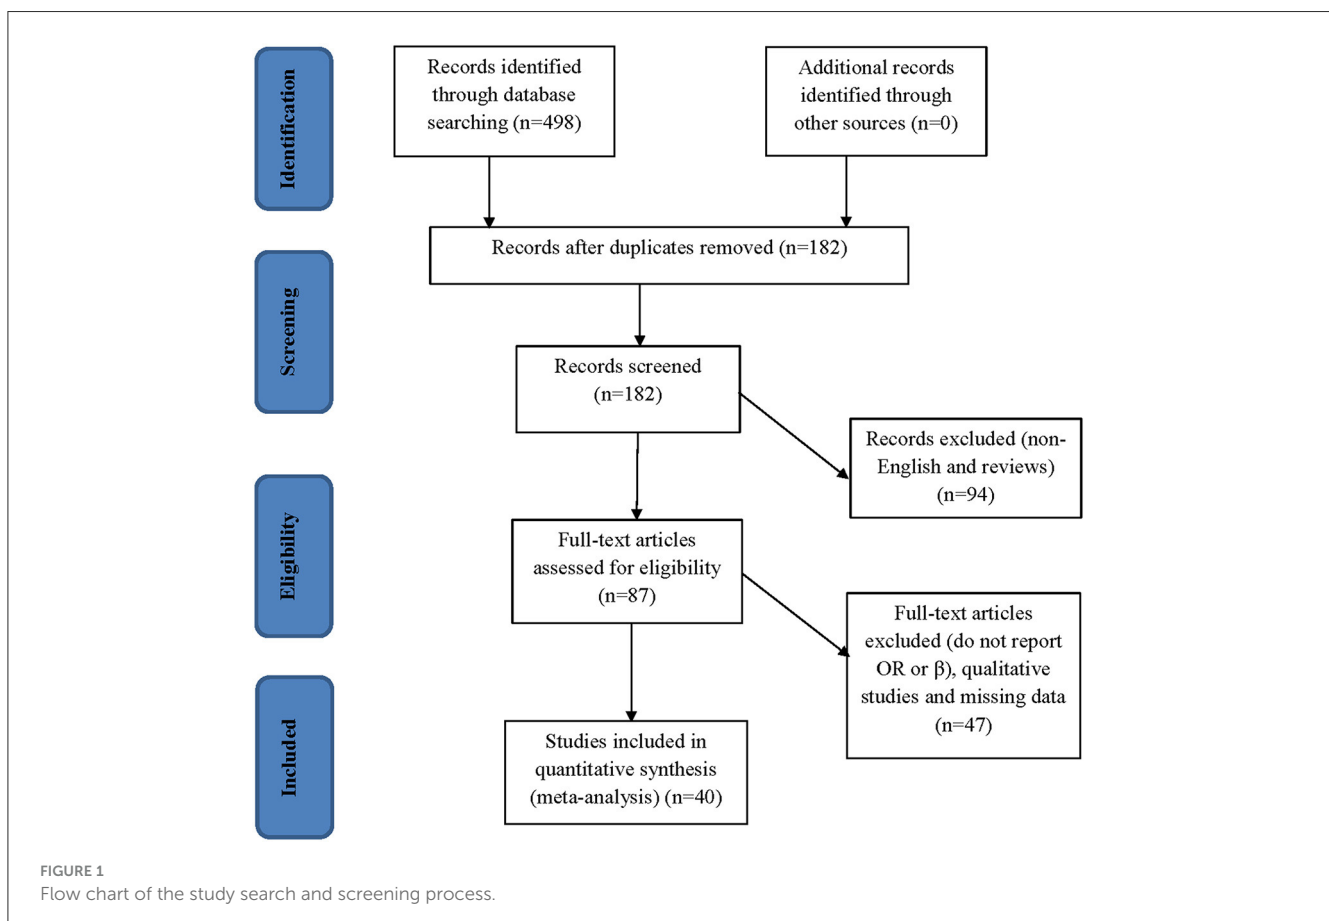 Identification
Records identified
through database
searching (n=498)
Additional records
identified through
other sources (n=0)
Records after duplicates removed (n=182)
Screening
Records screened
(n=182)
Records excluded (non-
English and reviews)
(n=94)
Eligibility
Full-text articles
assessed for eligibility
(n=87)
Full-text articles
excluded (do not report
OR or β), qualitative
studies and missing data
(n=47)
Included
Studies included in
quantitative synthesis
(meta-analysis) (n=40)
FIGURE 1
Flow chart of the study search and screening process.